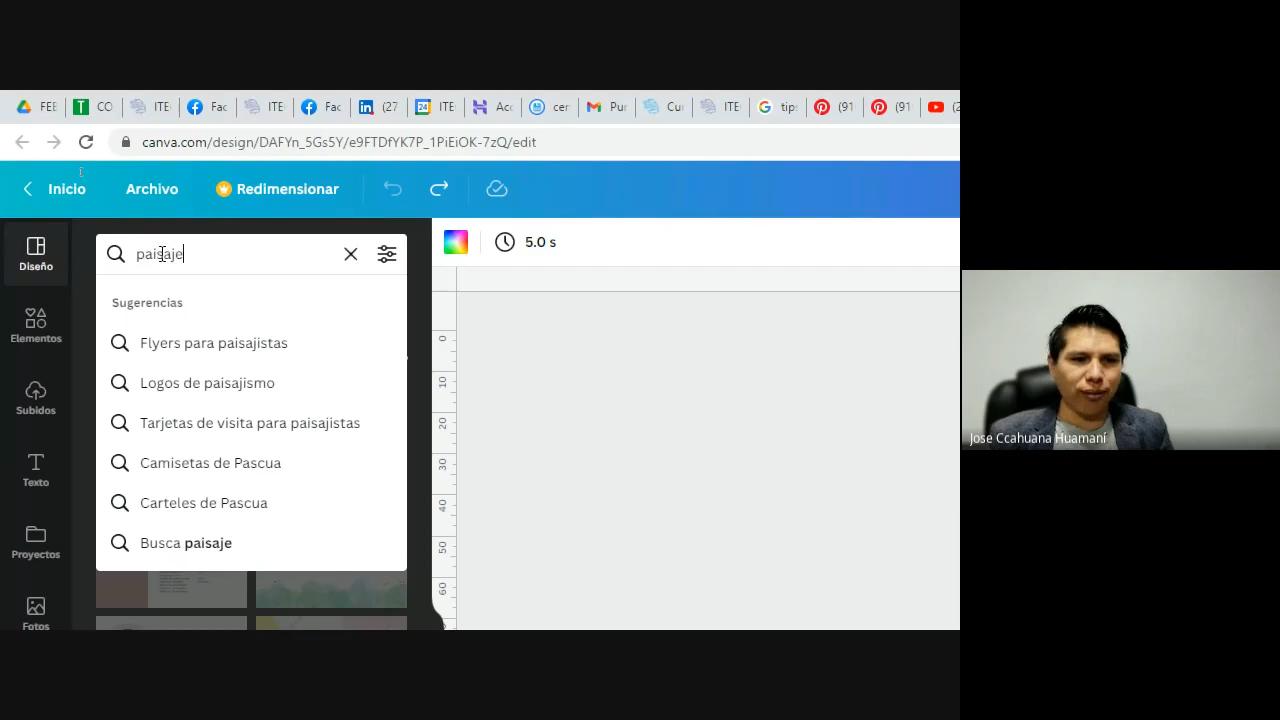 FEE CO ITE Fac ITE Fac in (27 24 ITE Acc cer Pur Cur ITE tips (91 (91
canva.com/design/DAFYn_5Gs5Y/e9FTDfYK7P_1PiEiOK-7zQ/edit
Inicio Archivo Redimensionar
Diseño
Elementos
Subidos
Texto
Proyectos
Fotos
paisaje
Sugerencias
Flyers para paisajistas
Logos de paisajismo
Tarjetas de visita para paisajistas
Camisetas de Pascua
Carteles de Pascua
Busca paisaje
5.0 s
0
10
20
30
40
50
60
Jose Ccahuana Huamaní